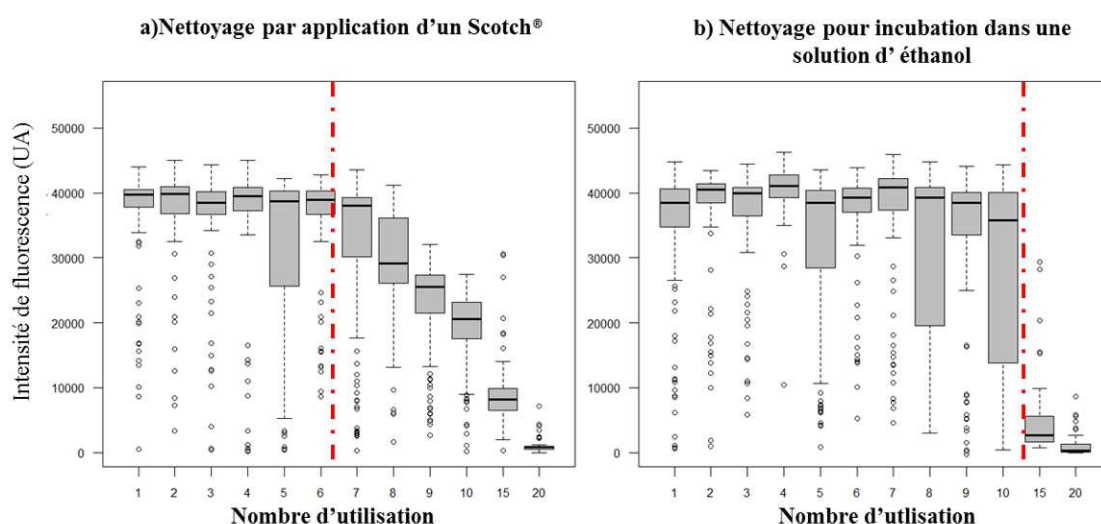 a)Nettoyage par application d’un Scotch®
b) Nettoyage pour incubation dans une
solution d’ éthanol
Intensité de fluorescence (UA)
50000
40000
30000
20000
10000
0
1 2 3 4 5 6 7 8 9 10 15 20
Nombre d’utilisation
50000
40000
30000
20000
10000
0
1 2 3 4 5 6 7 8 9 10 15 20
Nombre d’utilisation